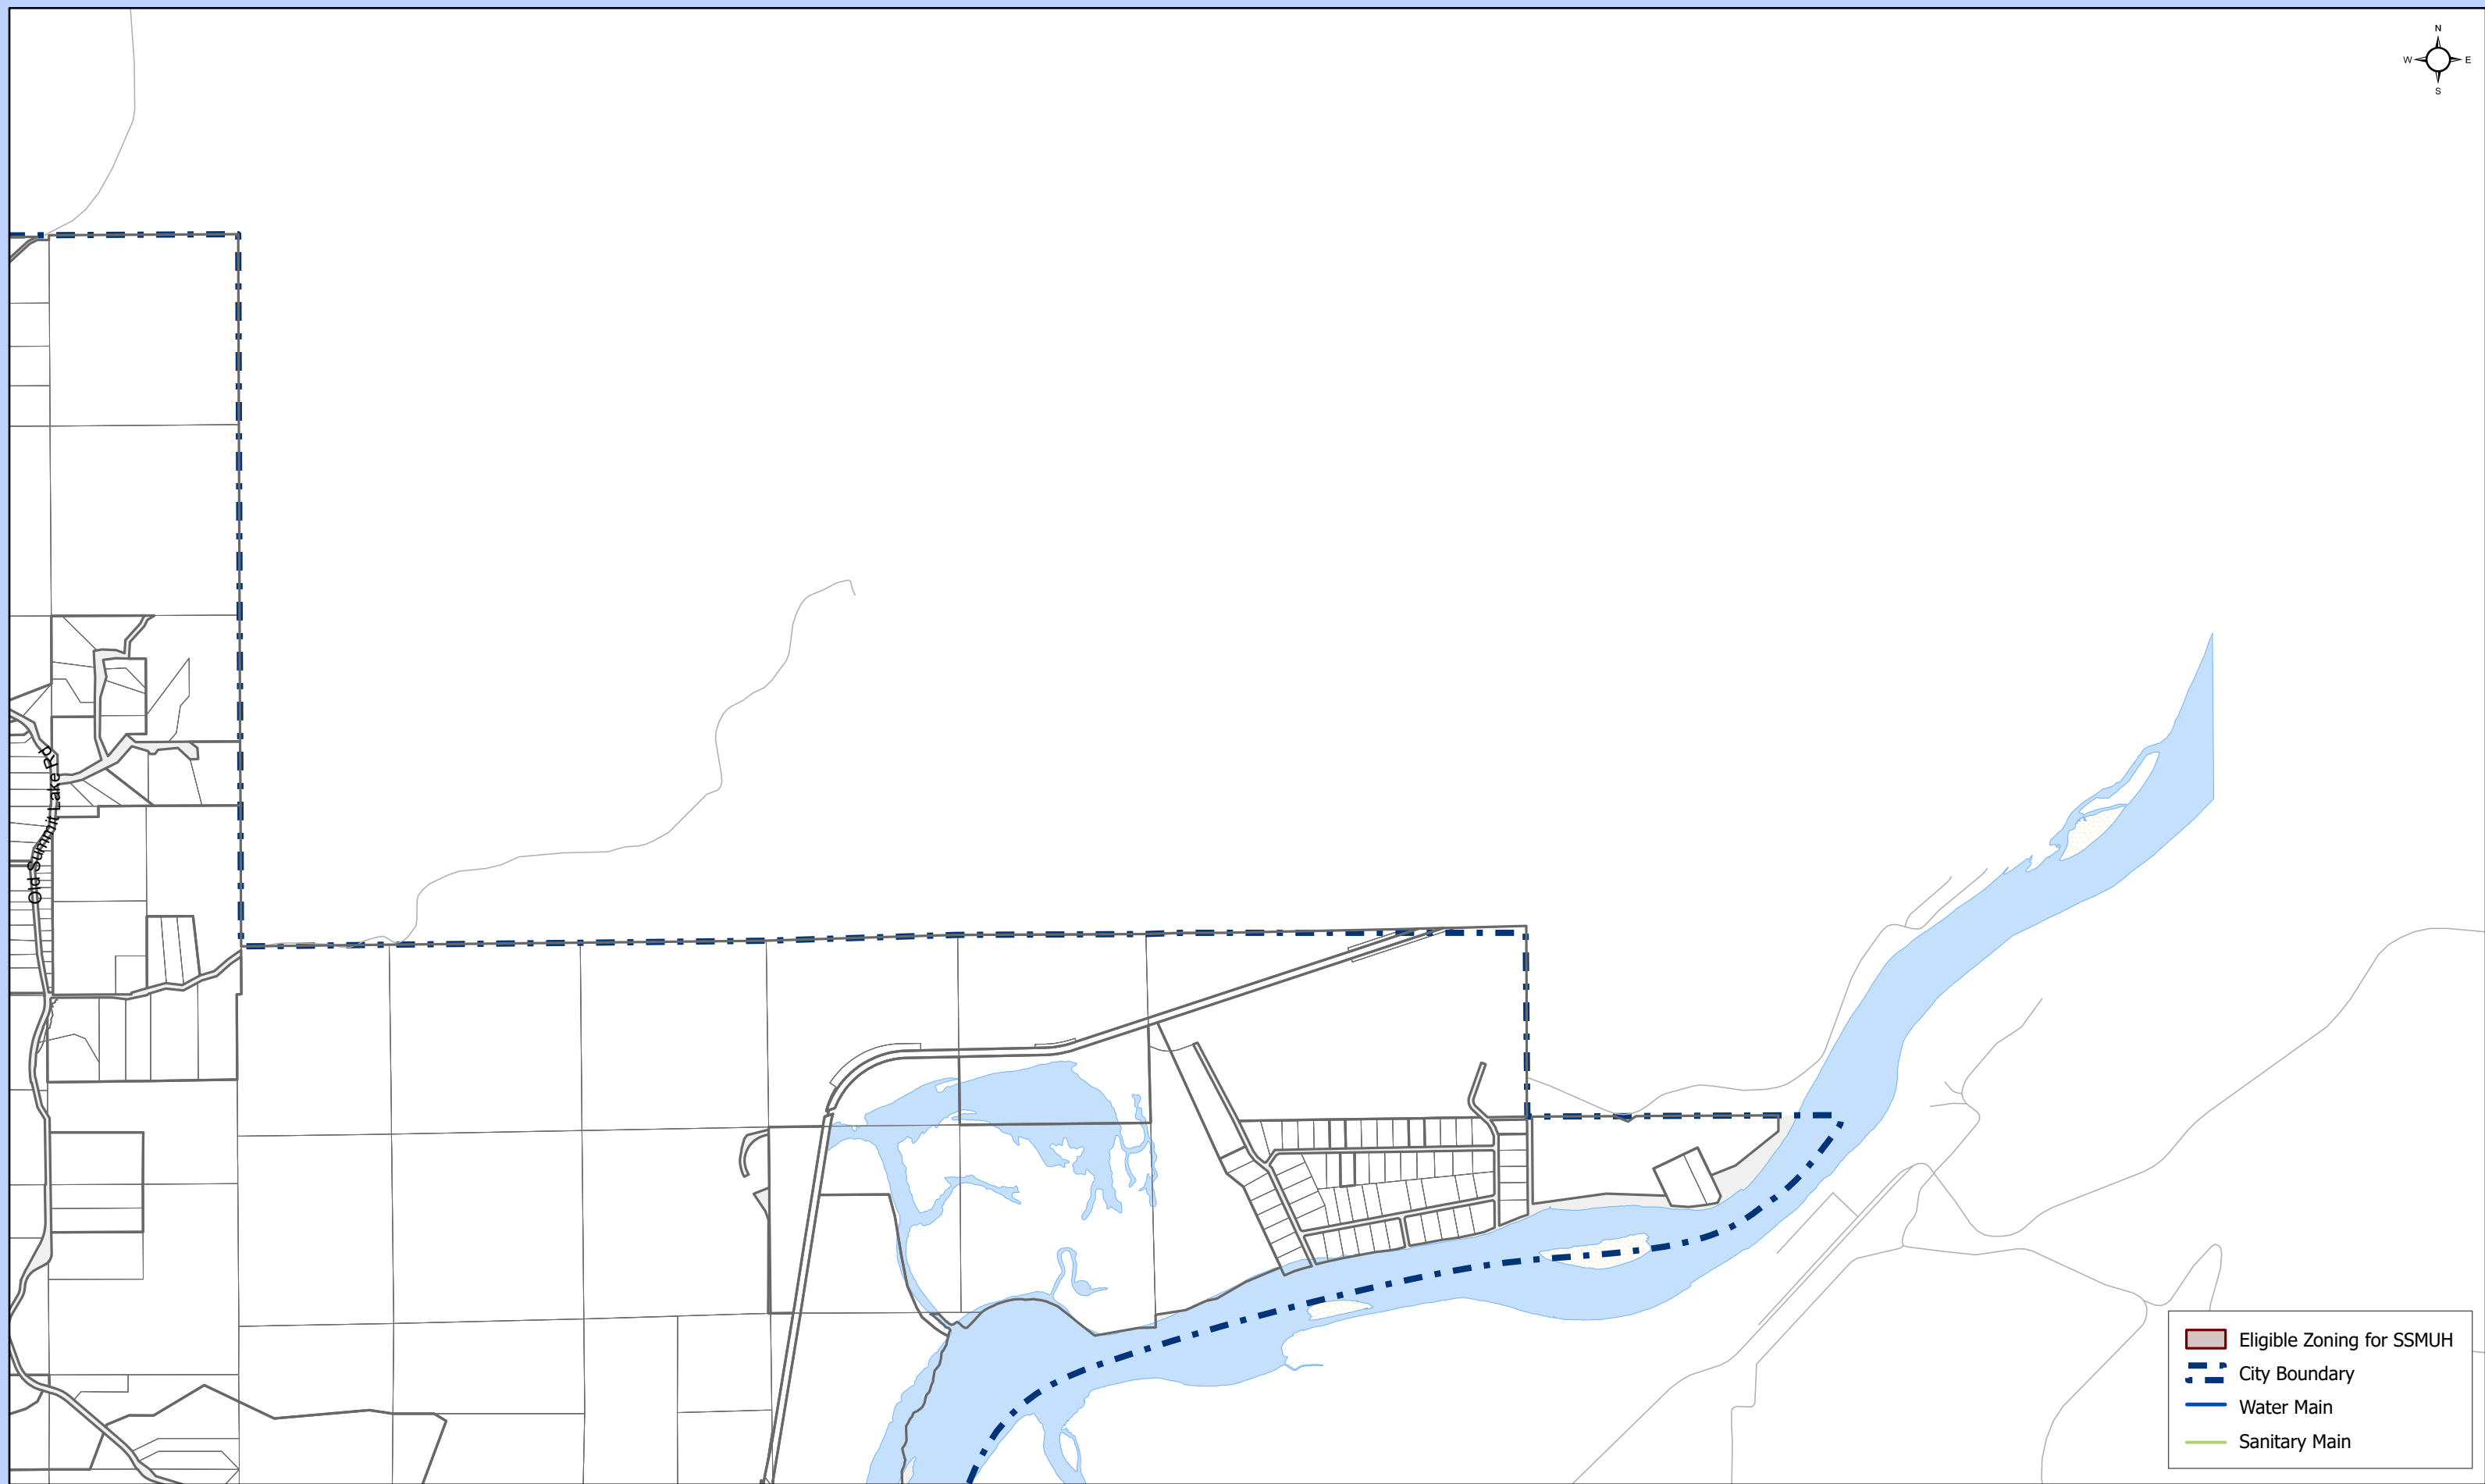 N
W E
S
Old Summit Lake Rd
Eligible Zoning for SSMUH
City Boundary
Water Main
Sanitary Main